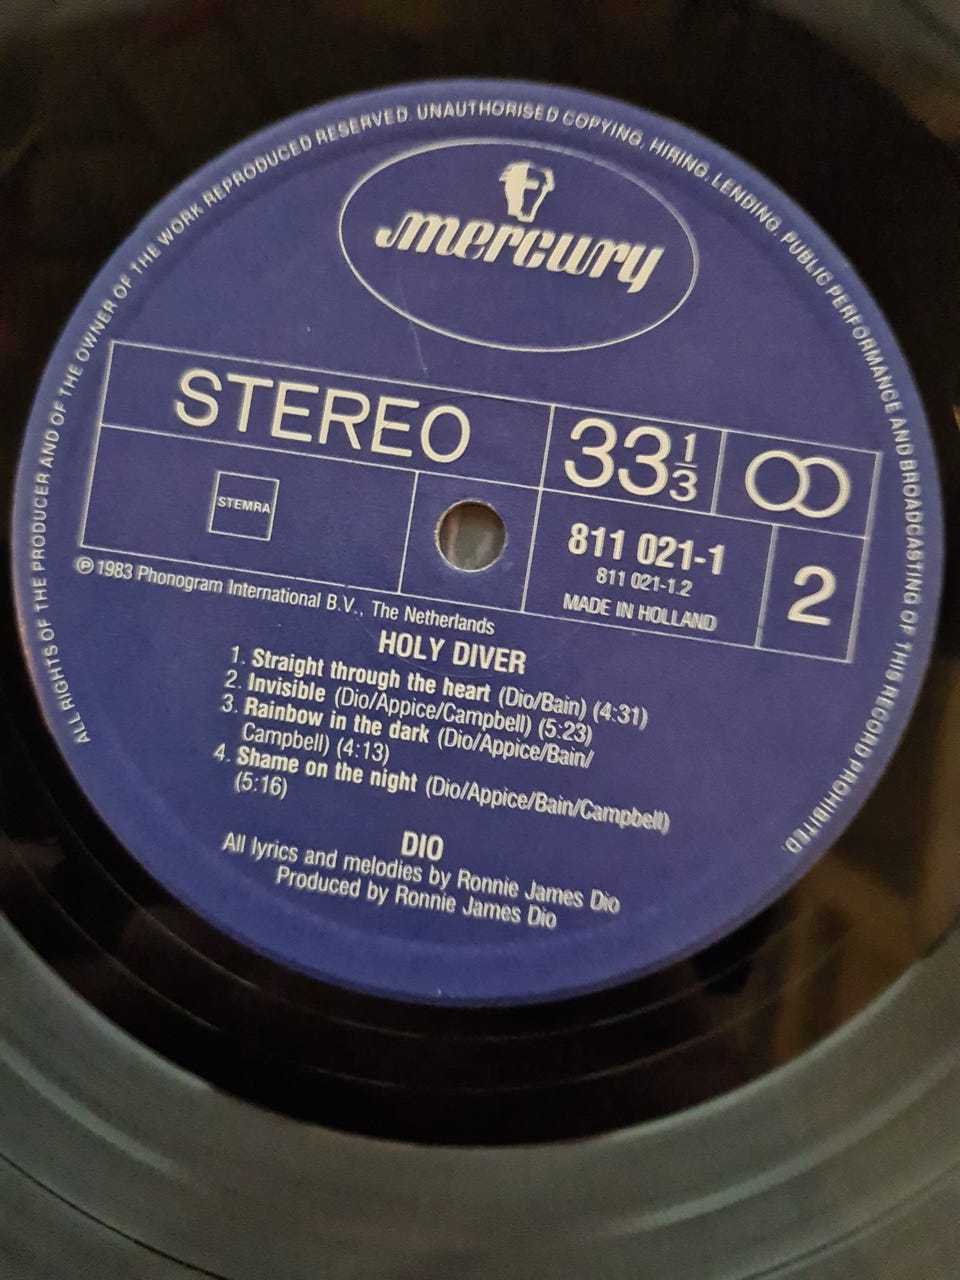 ALL RIGHTS OF THE PRODUCER AND OF THE OWNER OF THE WORK REPRODUCED RESERVED. UNAUTHORISED COPYING, HIRING, LENDING, PUBLIC PERFORMANCE AND BROADCASTING OF THIS RECORD PROHIBITED.
mercury
STEREO
33 1/3
STEMRA
811 021-1
811 021-1.2
MADE IN HOLLAND
2
℗ 1983 Phonogram International B.V., The Netherlands
HOLY DIVER
1. Straight through the heart (Dio/Bain) (4:31)
2. Invisible (Dio/Appice/Campbell) (5:23)
3. Rainbow in the dark (Dio/Appice/Bain/
Campbell) (4:13)
4. Shame on the night (Dio/Appice/Bain/Campbell)
(5:16)
DIO
All lyrics and melodies by Ronnie James Dio
Produced by Ronnie James Dio